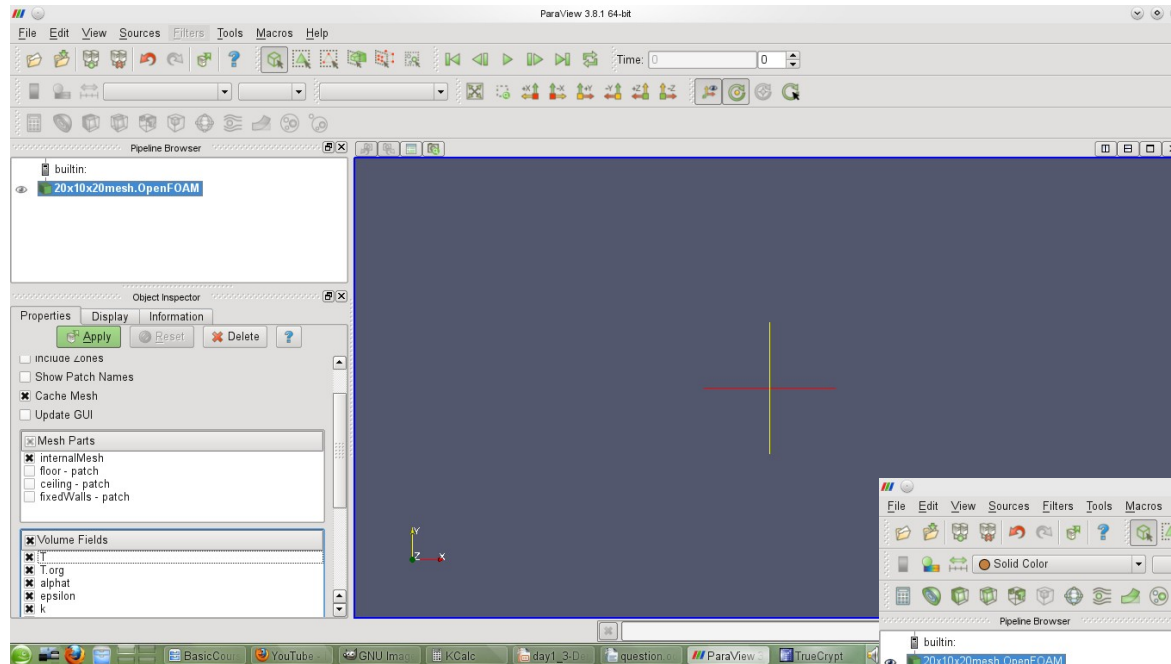 ParaView 3.8.1 64-bit
File Edit View Sources Filters Tools Macros Help
Time: 0 0
+X -X +Y -Y +Z -Z
Pipeline Browser
builtin:
20x10x20mesh.OpenFOAM
Object Inspector
Properties Display Information
Apply Reset Delete ?
Include Zones
Show Patch Names
Cache Mesh
Update GUI
Mesh Parts
internalMesh
floor - patch
ceiling - patch
fixedWalls - patch
Volume Fields
T
T.org
alphat
epsilon
k
Y
Z X
File Edit View Sources Filters Tools Macros
Solid Color
Pipeline Browser
builtin:
20x10x20mesh.OpenFOAM
BasicCour YouTube - GNU Imag KCalc day1_3-De question.o ParaView 3 TrueCrypt